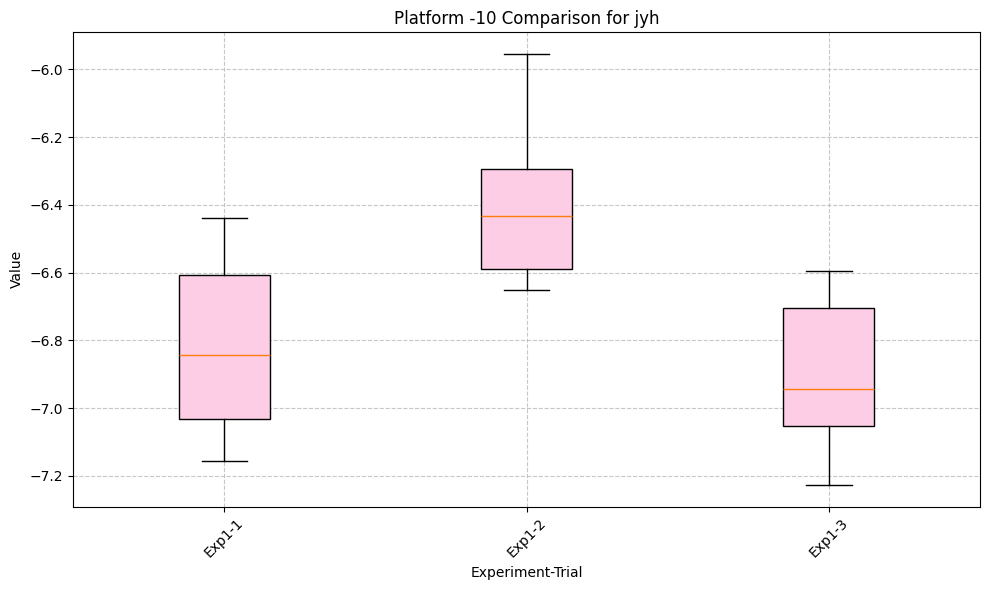 Platform -10 Comparison for jyh
Value
−6.0
−6.2
−6.4
−6.6
−6.8
−7.0
−7.2
Exp1-1
Exp1-2
Exp1-3
Experiment-Trial